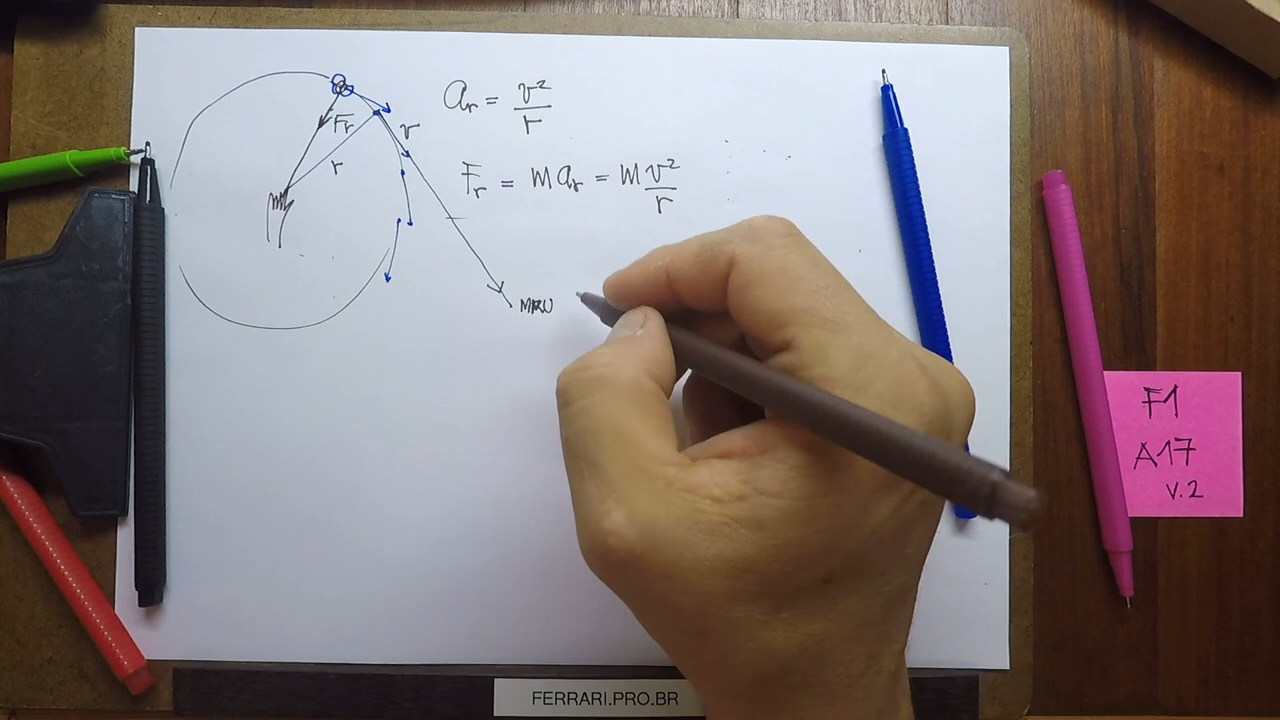 aᵣ = v²/r
Fᵣ
v
r
Fᵣ = m aᵣ = m v²/r
MRU
F1
A17
v.2
FERRARI.PRO.BR